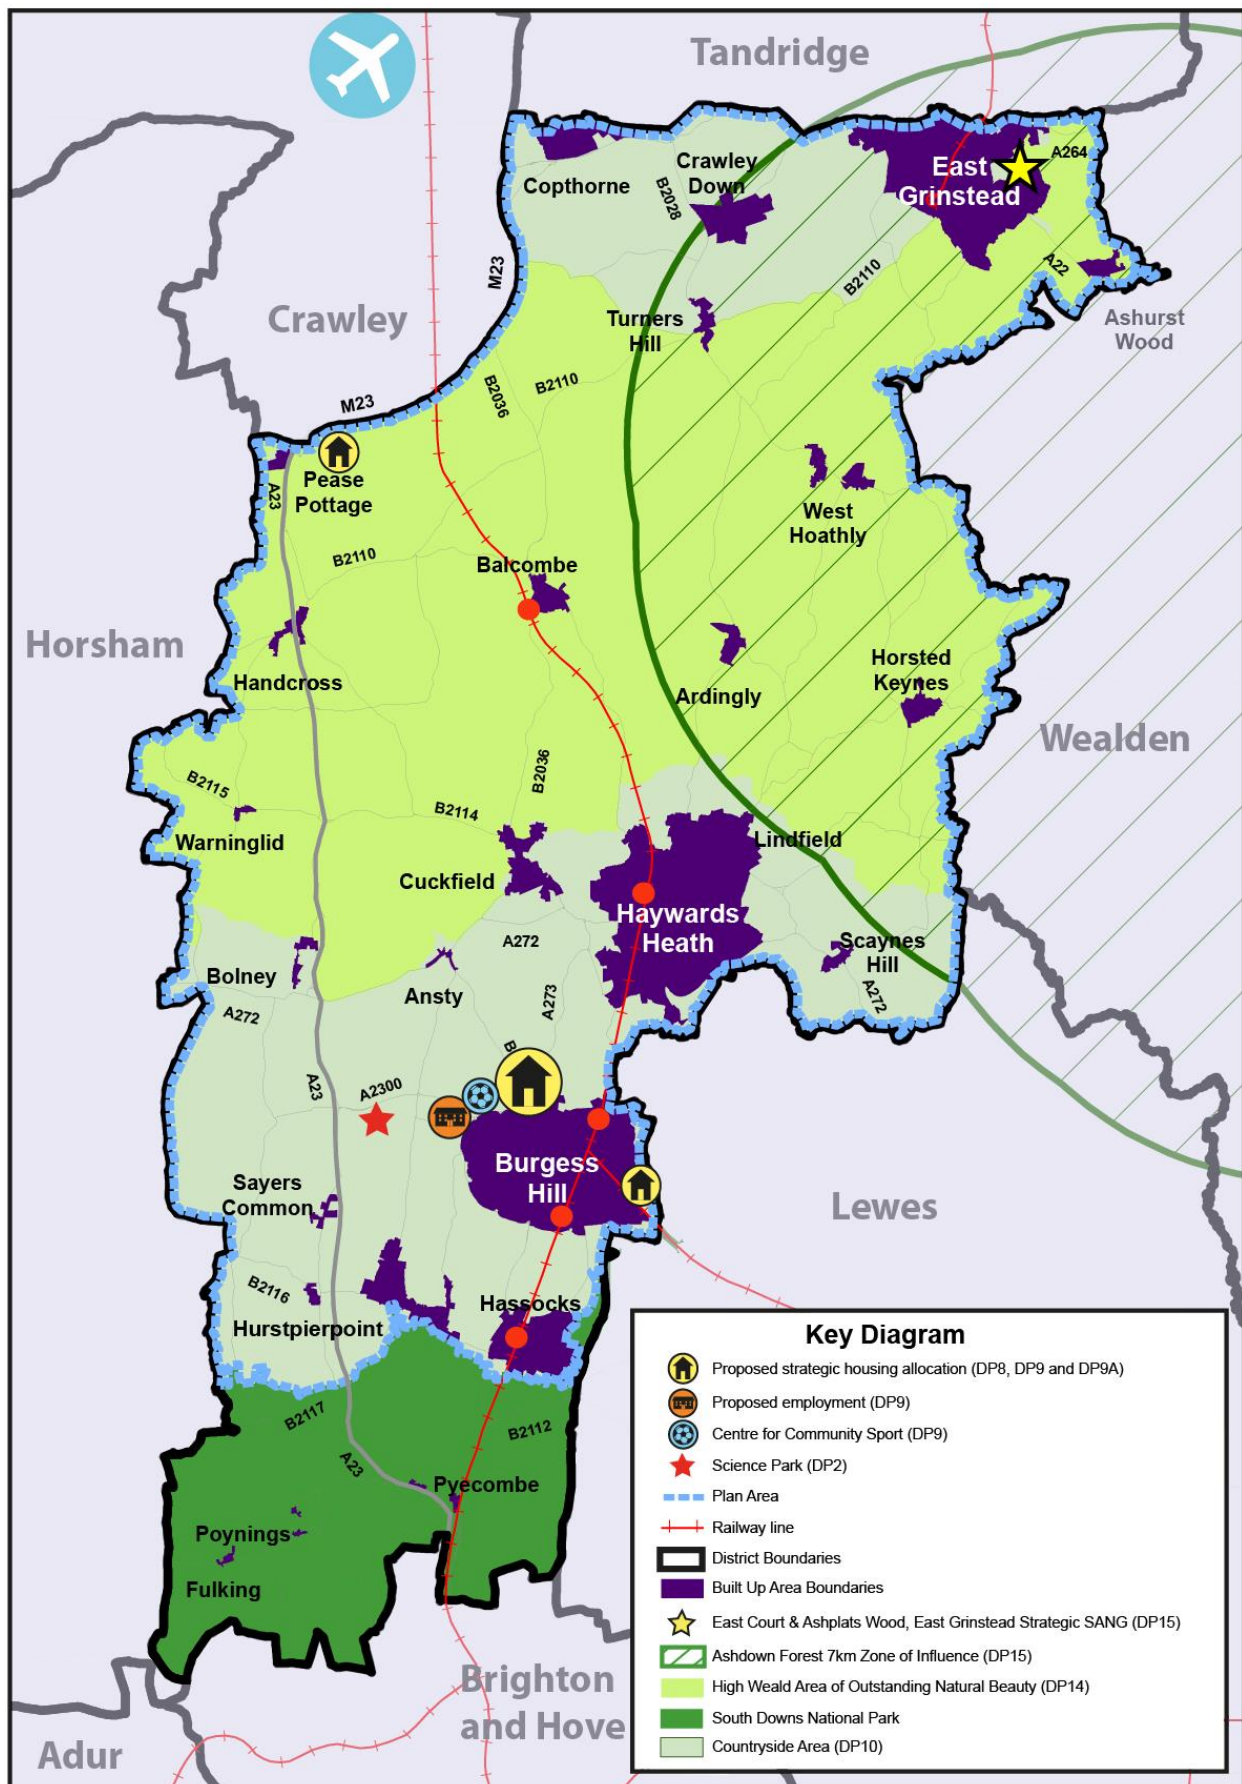 Tandridge
Copthorne
Crawley
Down
B2028
East
Grinstead
A264
M23
A22
B2110
Crawley
Turners
Hill
Ashurst
Wood
B2036
B2110
M23
Pease
Pottage
A23
West
Hoathly
B2110
Balcombe
Horsham
Handcross
Ardingly
Horsted
Keynes
Wealden
B2115
B2036
B2114
Warninglid
Lindfield
Cuckfield
Haywards
Heath
A272
Scaynes
Hill
Bolney
Ansty
A272
A273
A272
B
A23
A2300
Burgess
Hill
Sayers
Common
Lewes
B2116
Hassocks
Hurstpierpoint
B2117
B2112
A23
Pyecombe
Poynings
Fulking
Brighton
and Hove
Adur
Key Diagram
Proposed strategic housing allocation (DP8, DP9 and DP9A)
Proposed employment (DP9)
Centre for Community Sport (DP9)
Science Park (DP2)
Plan Area
Railway line
District Boundaries
Built Up Area Boundaries
East Court & Ashplats Wood, East Grinstead Strategic SANG (DP15)
Ashdown Forest 7km Zone of Influence (DP15)
High Weald Area of Outstanding Natural Beauty (DP14)
South Downs National Park
Countryside Area (DP10)